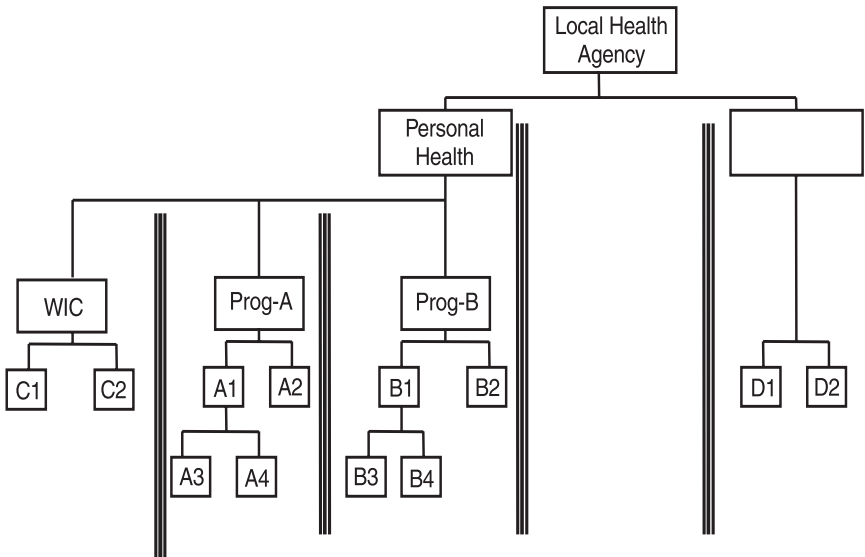 Local Health
Agency
Personal
Health
WIC
Prog-A
Prog-B
C1
C2
A1
A2
B1
B2
D1
D2
A3
A4
B3
B4